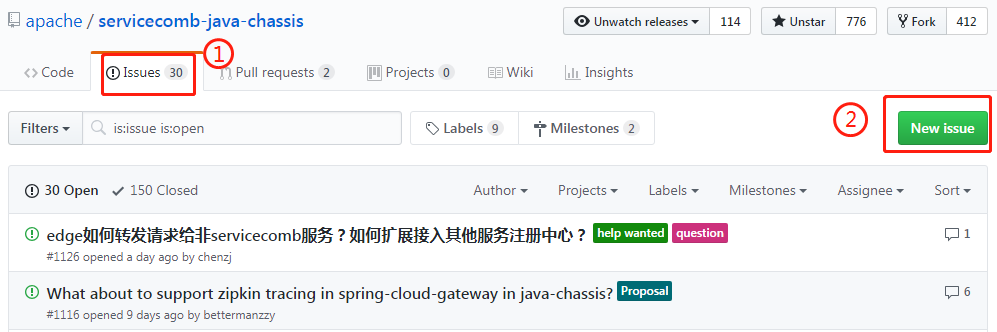 apache / servicecomb-java-chassis Unwatch releases 114 Unstar 776 Fork 412
1
Code Issues 30 Pull requests 2 Projects 0 Wiki Insights
Filters is:issue is:open Labels 9 Milestones 2 2 New issue
30 Open 150 Closed Author Projects Labels Milestones Assignee Sort
edge如何转发请求给非servicecomb服务？如何扩展接入其他服务注册中心？ help wanted question 1
#1126 opened a day ago by chenzj
What about to support zipkin tracing in spring-cloud-gateway in java-chassis? Proposal 6
#1116 opened 9 days ago by bettermanzzy